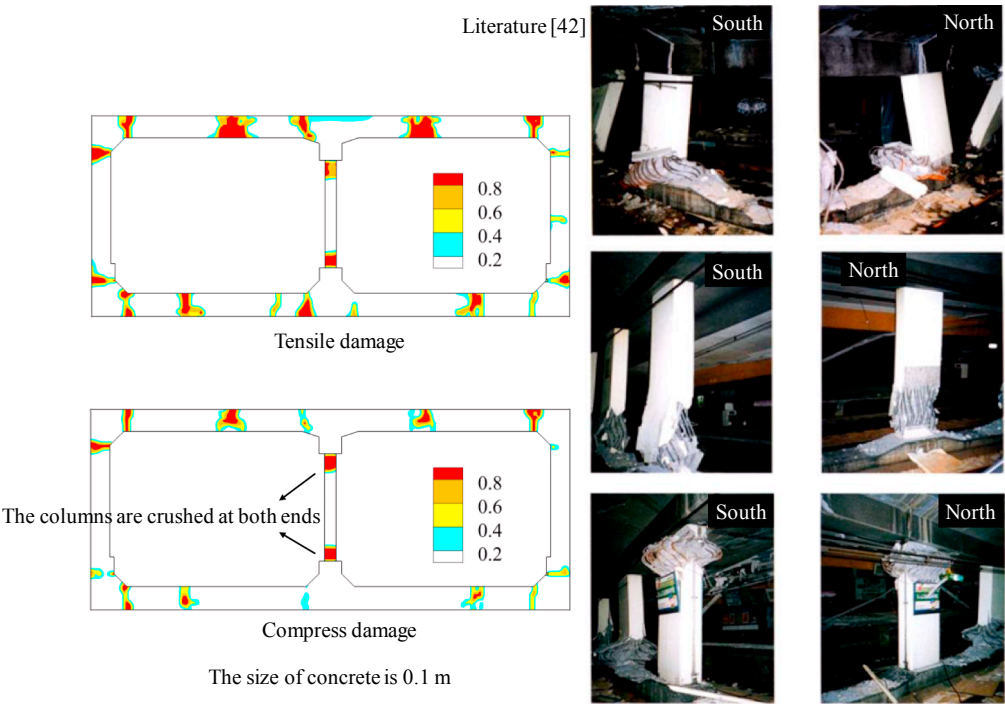 Literature [42]
South
North
0.8
0.6
0.4
0.2
Tensile damage
South
North
0.8
0.6
0.4
0.2
The columns are crushed at both ends
South
North
Compress damage
The size of concrete is 0.1 m